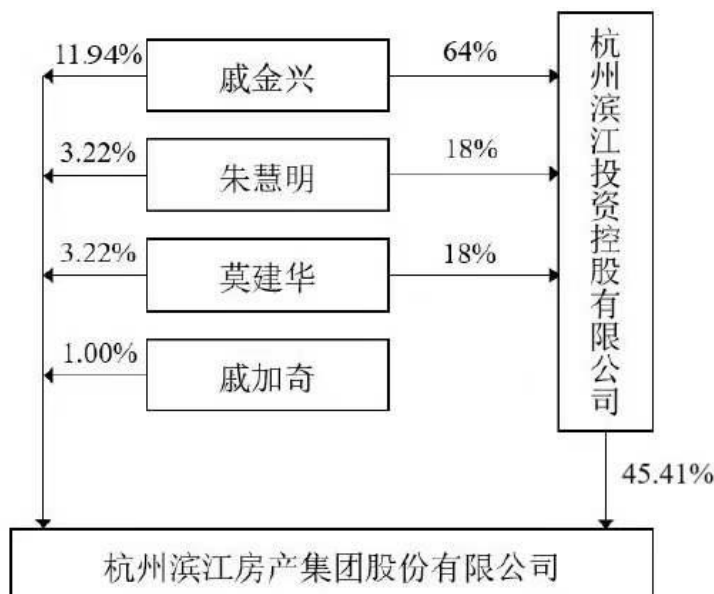 11.94%
戚金兴
64%
3.22%
朱慧明
18%
3.22%
莫建华
18%
1.00%
戚加奇
杭州滨江投资控股有限公司
45.41%
杭州滨江房产集团股份有限公司